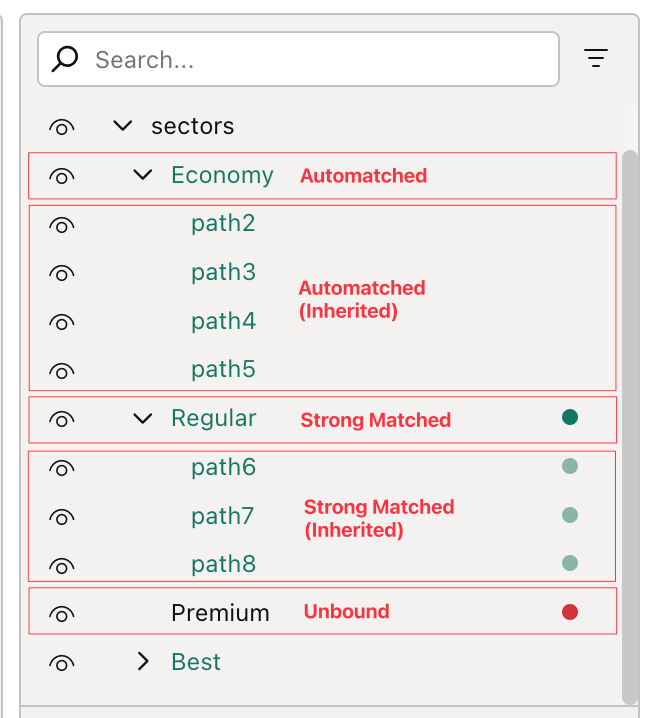 Search...
sectors
Economy Automatched
path2
path3
Automatched
(Inherited)
path4
path5
Regular Strong Matched
path6
path7
Strong Matched
(Inherited)
path8
Premium Unbound
Best